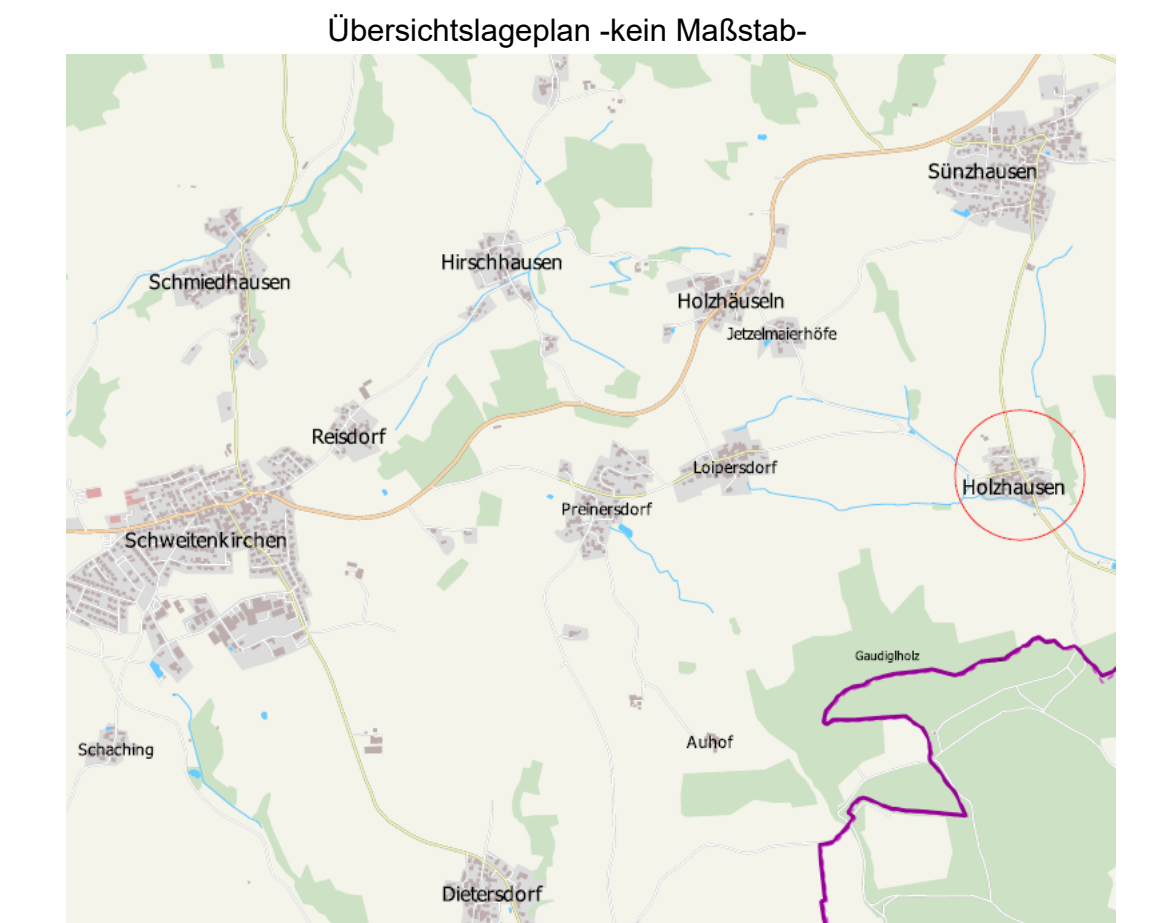 Übersichtslageplan -kein Maßstab-
Sünzhausen
Hirschhausen
Schmiedhausen
Holzhäuseln
Jetzelmaierhöfe
Reisdorf
Loipersdorf
Holzhausen
Preinersdorf
Schweitenkirchen
Gaudiglholz
Auhof
Schaching
Dietersdorf